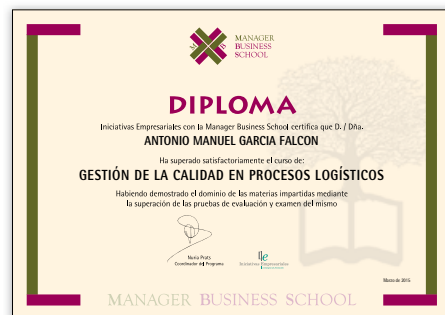 M B
MANAGER
BUSINESS
SCHOOL
DIPLOMA
Iniciativas Empresariales con la Manager Business School certifica que D. / Dña.
ANTONIO MANUEL GARCIA FALCON
Ha superado satisfactoriamente el curso de:
GESTIÓN DE LA CALIDAD EN PROCESOS LOGÍSTICOS
Habiendo demostrado el dominio de las materias impartidas mediante
la superación de las pruebas de evaluación y examen del mismo
Nuria Prats
Coordinador del Programa
Iniciativas Empresariales
Marzo de 2015
MANAGER BUSINESS SCHOOL